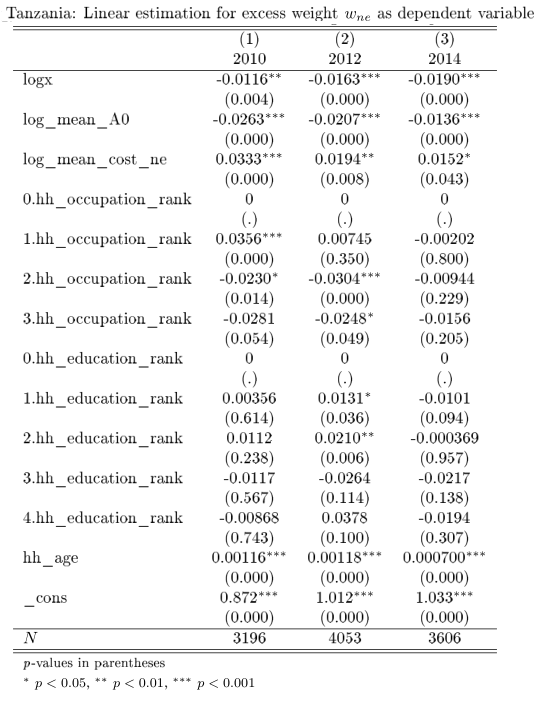 Tanzania: Linear estimation for excess weight w_ne as dependent variable
(1) (2) (3)
2010 2012 2014
logx -0.0116** -0.0163*** -0.0190***
(0.004) (0.000) (0.000)
log_mean_A0 -0.0263*** -0.0207*** -0.0136***
(0.000) (0.000) (0.000)
log_mean_cost_ne 0.0333*** 0.0194** 0.0152*
(0.000) (0.008) (0.043)
0.hh_occupation_rank 0 0 0
(.) (.) (.)
1.hh_occupation_rank 0.0356*** 0.00745 -0.00202
(0.000) (0.350) (0.800)
2.hh_occupation_rank -0.0230* -0.0304*** -0.00944
(0.014) (0.000) (0.229)
3.hh_occupation_rank -0.0281 -0.0248* -0.0156
(0.054) (0.049) (0.205)
0.hh_education_rank 0 0 0
(.) (.) (.)
1.hh_education_rank 0.00356 0.0131* -0.0101
(0.614) (0.036) (0.094)
2.hh_education_rank 0.0112 0.0210** -0.000369
(0.238) (0.006) (0.957)
3.hh_education_rank -0.0117 -0.0264 -0.0217
(0.567) (0.114) (0.138)
4.hh_education_rank -0.00868 0.0378 -0.0194
(0.743) (0.100) (0.307)
hh_age 0.00116*** 0.00118*** 0.000700***
(0.000) (0.000) (0.000)
_cons 0.872*** 1.012*** 1.033***
(0.000) (0.000) (0.000)
N 3196 4053 3606
p-values in parentheses
* p < 0.05, ** p < 0.01, *** p < 0.001